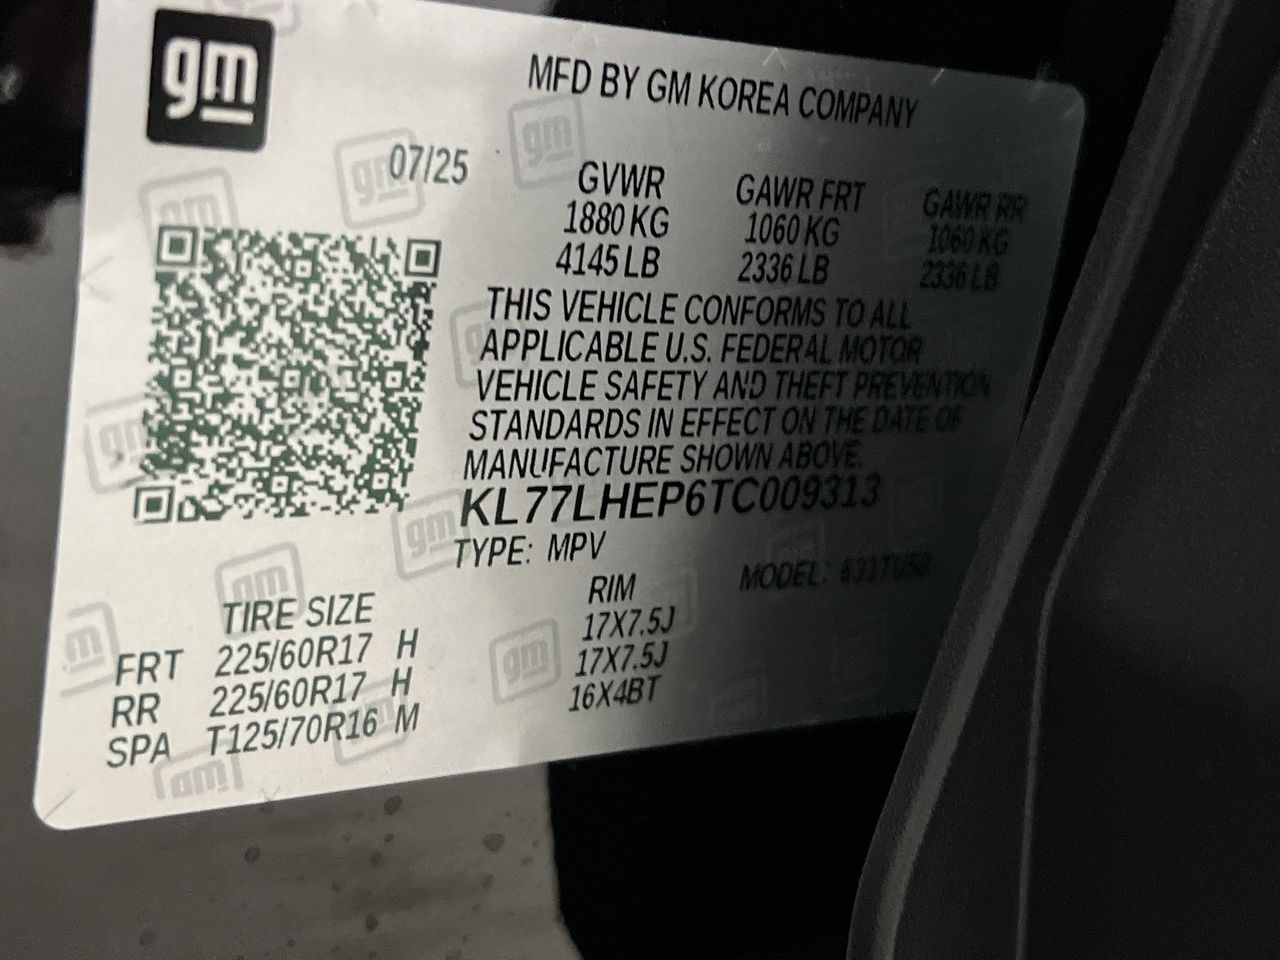 gm
MFD BY GM KOREA COMPANY
07/25
GVWR GAWR FRT GAWR RR
1880 KG 1060 KG 1060 KG
4145 LB 2336 LB 2336 LB
THIS VEHICLE CONFORMS TO ALL
APPLICABLE U.S. FEDERAL MOTOR
VEHICLE SAFETY AND THEFT PREVENTION
STANDARDS IN EFFECT ON THE DATE OF
MANUFACTURE SHOWN ABOVE.
KL77LHEP6TC009313
TYPE: MPV MODEL:
TIRE SIZE RIM
FRT 225/60R17 H 17X7.5J
RR 225/60R17 H 17X7.5J
SPA T125/70R16 M 16X4BT